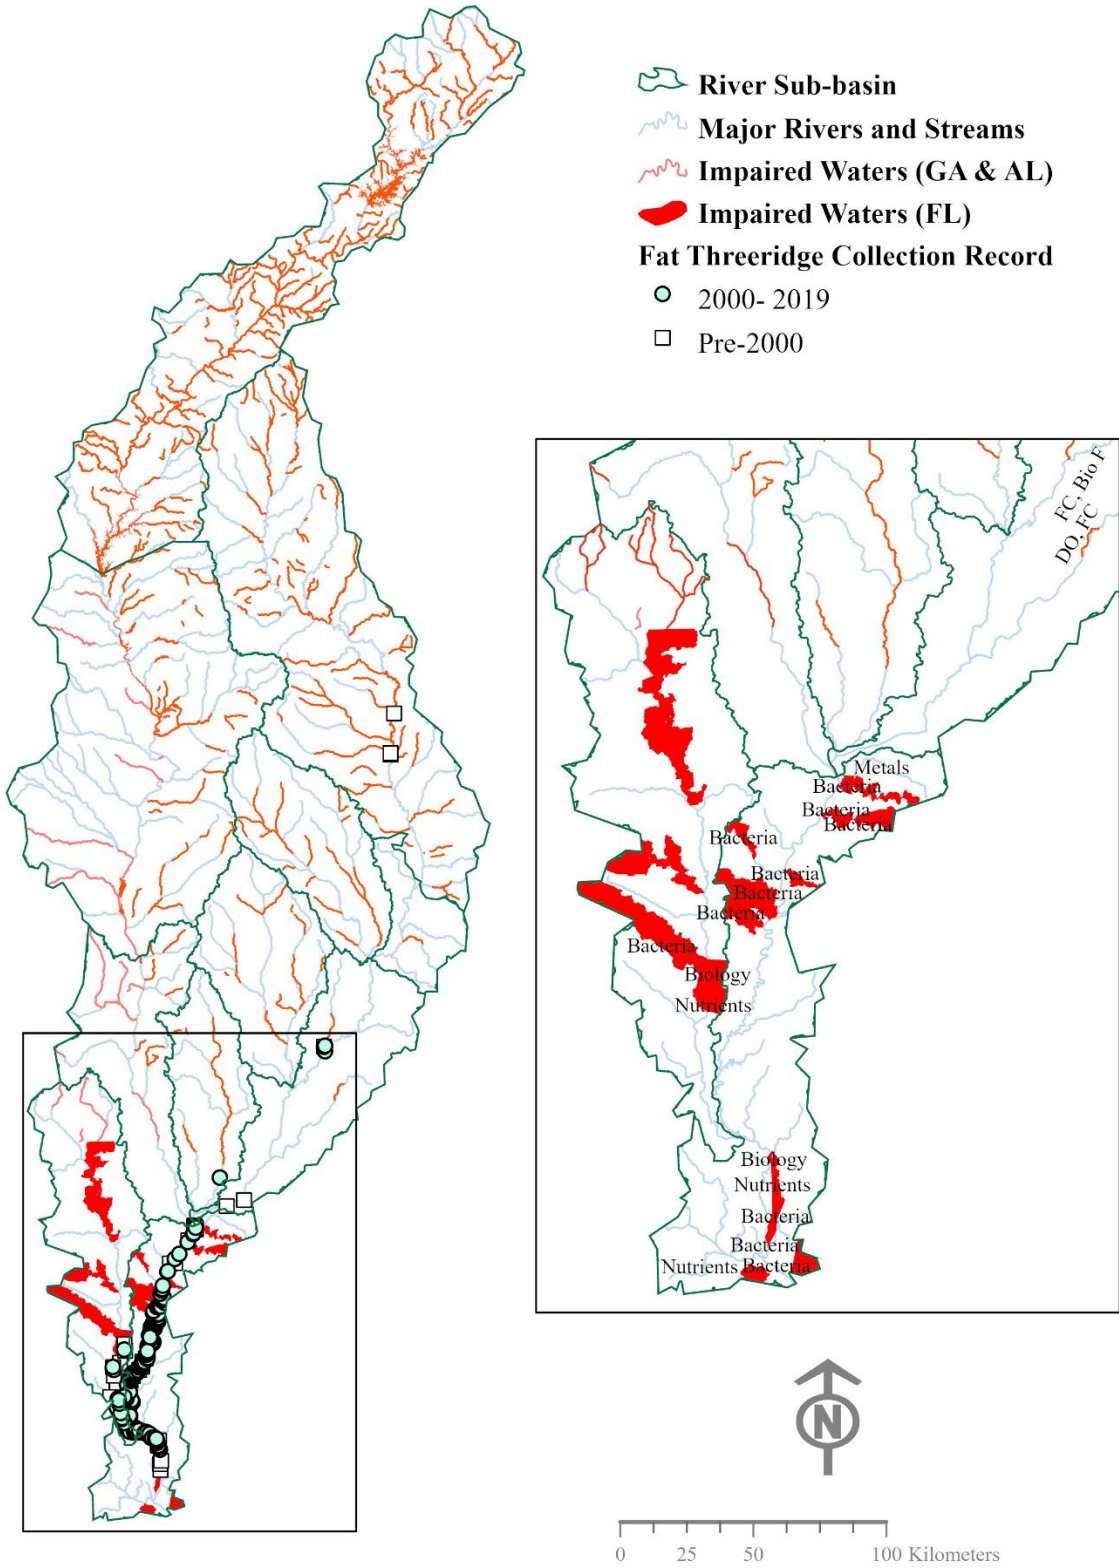 River Sub-basin
Major Rivers and Streams
Impaired Waters (GA & AL)
Impaired Waters (FL)
Fat Threeridge Collection Record
2000- 2019
Pre-2000
FC, Bio F
DO, FC
Metals
Bacteria
Bacteria
Bacteria
Bacteria
Bacteria
Bacteria
Bacteria
Bacteria
Biology
Nutrients
Biology
Nutrients
Bacteria
Bacteria
Nutrients Bacteria
N
0 25 50 100 Kilometers